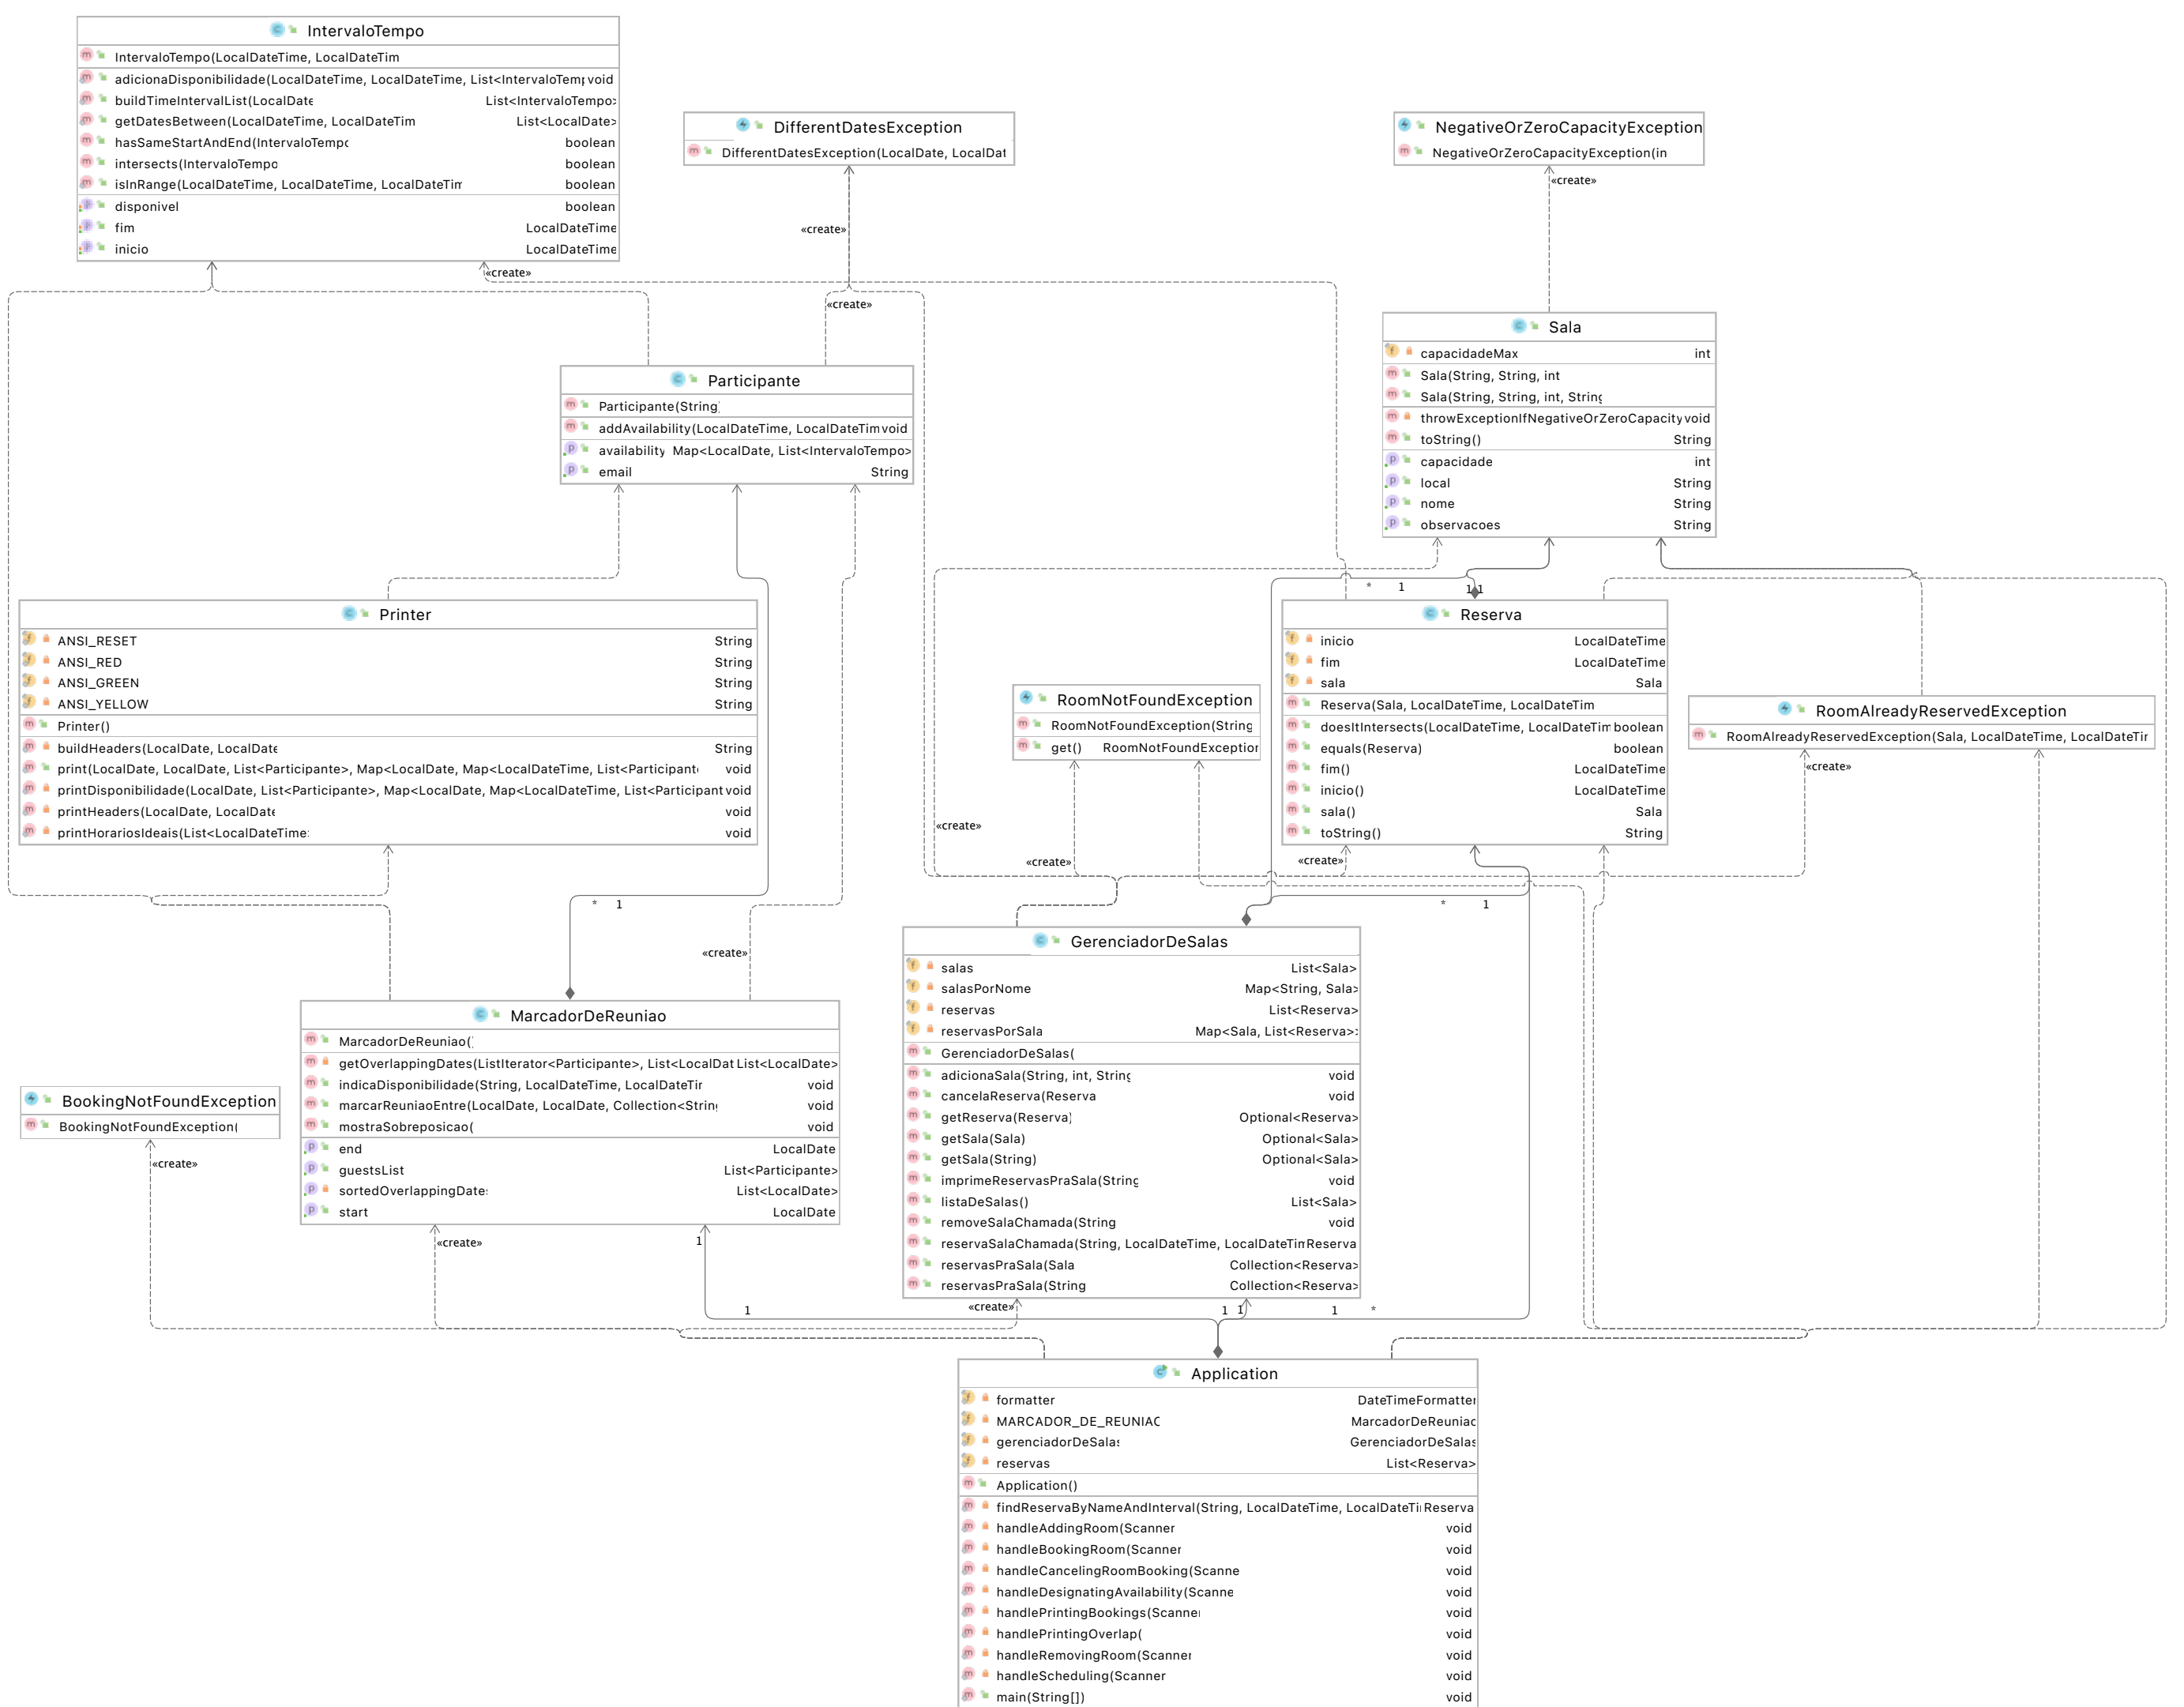 IntervaloTempo
IntervaloTempo(LocalDateTime, LocalDateTim
adicionaDisponibilidade(LocalDateTime, LocalDateTime, List<IntervaloTemp void
buildTimeIntervalList(LocalDate List<IntervaloTempo>
getDatesBetween(LocalDateTime, LocalDateTim List<LocalDate>
hasSameStartAndEnd(IntervaloTempo boolean
intersects(IntervaloTempo boolean
isInRange(LocalDateTime, LocalDateTime, LocalDateTim boolean
disponivel boolean
fim LocalDateTime
inicio LocalDateTime
DifferentDatesException
DifferentDatesException(LocalDate, LocalDat
NegativeOrZeroCapacityException
NegativeOrZeroCapacityException(in
«create»
«create»
«create»
«create»
Sala
capacidadeMax int
Sala(String, String, int
Sala(String, String, int, String
throwExceptionIfNegativeOrZeroCapacity void
toString() String
capacidade int
local String
nome String
observacoes String
Participante
Participante(String
addAvailability(LocalDateTime, LocalDateTim void
availability Map<LocalDate, List<IntervaloTempo>
email String
* 1 1 1
Printer
ANSI_RESET String
ANSI_RED String
ANSI_GREEN String
ANSI_YELLOW String
Printer()
buildHeaders(LocalDate, LocalDate String
print(LocalDate, LocalDate, List<Participante>, Map<LocalDate, Map<LocalDateTime, List<Participant void
printDisponibilidade(LocalDate, List<Participante>, Map<LocalDate, Map<LocalDateTime, List<Participant void
printHeaders(LocalDate, LocalDate void
printHorariosIdeais(List<LocalDateTime> void
RoomNotFoundException
RoomNotFoundException(String
get() RoomNotFoundException
Reserva
inicio LocalDateTime
fim LocalDateTime
sala Sala
Reserva(Sala, LocalDateTime, LocalDateTim
doesItIntersects(LocalDateTime, LocalDateTim boolean
equals(Reserva) boolean
fim() LocalDateTime
inicio() LocalDateTime
sala() Sala
toString() String
RoomAlreadyReservedException
RoomAlreadyReservedException(Sala, LocalDateTime, LocalDateTir
«create»
«create»
«create»
«create»
* 1
* 1
«create»
GerenciadorDeSalas
salas List<Sala>
salasPorNome Map<String, Sala>
reservas List<Reserva>
reservasPorSala Map<Sala, List<Reserva>>
GerenciadorDeSalas(
adicionaSala(String, int, String void
cancelaReserva(Reserva void
getReserva(Reserva) Optional<Reserva>
getSala(Sala) Optional<Sala>
getSala(String) Optional<Sala>
imprimeReservasPraSala(String void
listaDeSalas() List<Sala>
removeSalaChamada(String void
reservaSalaChamada(String, LocalDateTime, LocalDateTim Reserva
reservasPraSala(Sala Collection<Reserva>
reservasPraSala(String Collection<Reserva>
MarcadorDeReuniao
MarcadorDeReuniao(
getOverlappingDates(ListIterator<Participante>, List<LocalDat List<LocalDate>
indicaDisponibilidade(String, LocalDateTime, LocalDateTir void
marcarReuniaoEntre(LocalDate, LocalDate, Collection<String void
mostraSobreposicao( void
end LocalDate
guestsList List<Participante>
sortedOverlappingDates List<LocalDate>
start LocalDate
BookingNotFoundException
BookingNotFoundException(
«create»
«create»
1
«create»
1 1 1 1 *
Application
formatter DateTimeFormatter
MARCADOR_DE_REUNIAO MarcadorDeReuniao
gerenciadorDeSalas GerenciadorDeSalas
reservas List<Reserva>
Application()
findReservaByNameAndInterval(String, LocalDateTime, LocalDateTi Reserva
handleAddingRoom(Scanner void
handleBookingRoom(Scanner void
handleCancelingRoomBooking(Scanne void
handleDesignatingAvailability(Scanne void
handlePrintingBookings(Scanner void
handlePrintingOverlap( void
handleRemovingRoom(Scanner void
handleScheduling(Scanner void
main(String[]) void